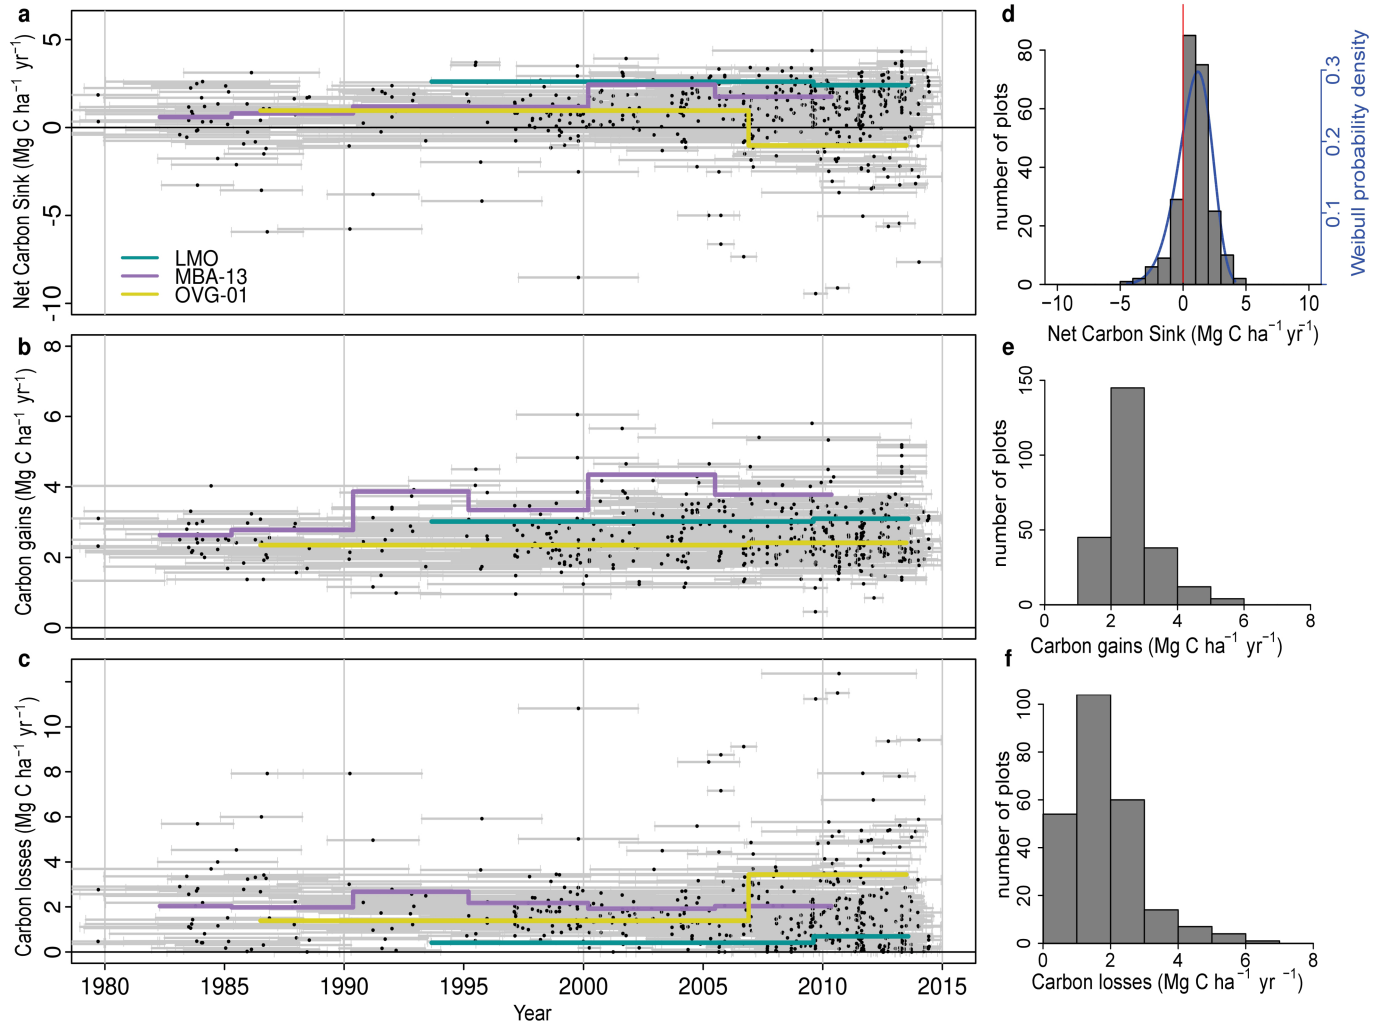 a
Net Carbon Sink (Mg C ha⁻¹ yr⁻¹)
5
0
-5
-10
LMO
MBA-13
OVG-01
b
Carbon gains (Mg C ha⁻¹ yr⁻¹)
8
6
4
2
0
c
Carbon losses (Mg C ha⁻¹ yr⁻¹)
10
8
6
4
2
0
1980 1985 1990 1995 2000 2005 2010 2015
Year
d
number of plots
80
60
40
20
0
0.3
0.2
0.1
Weibull probability density
−10 −5 0 5 10
Net Carbon Sink (Mg C ha⁻¹ yr⁻¹)
e
number of plots
150
100
50
0
0 2 4 6 8
Carbon gains (Mg C ha⁻¹ yr⁻¹)
f
number of plots
100
80
60
40
20
0
0 2 4 6 8
Carbon losses (Mg C ha⁻¹ yr⁻¹)